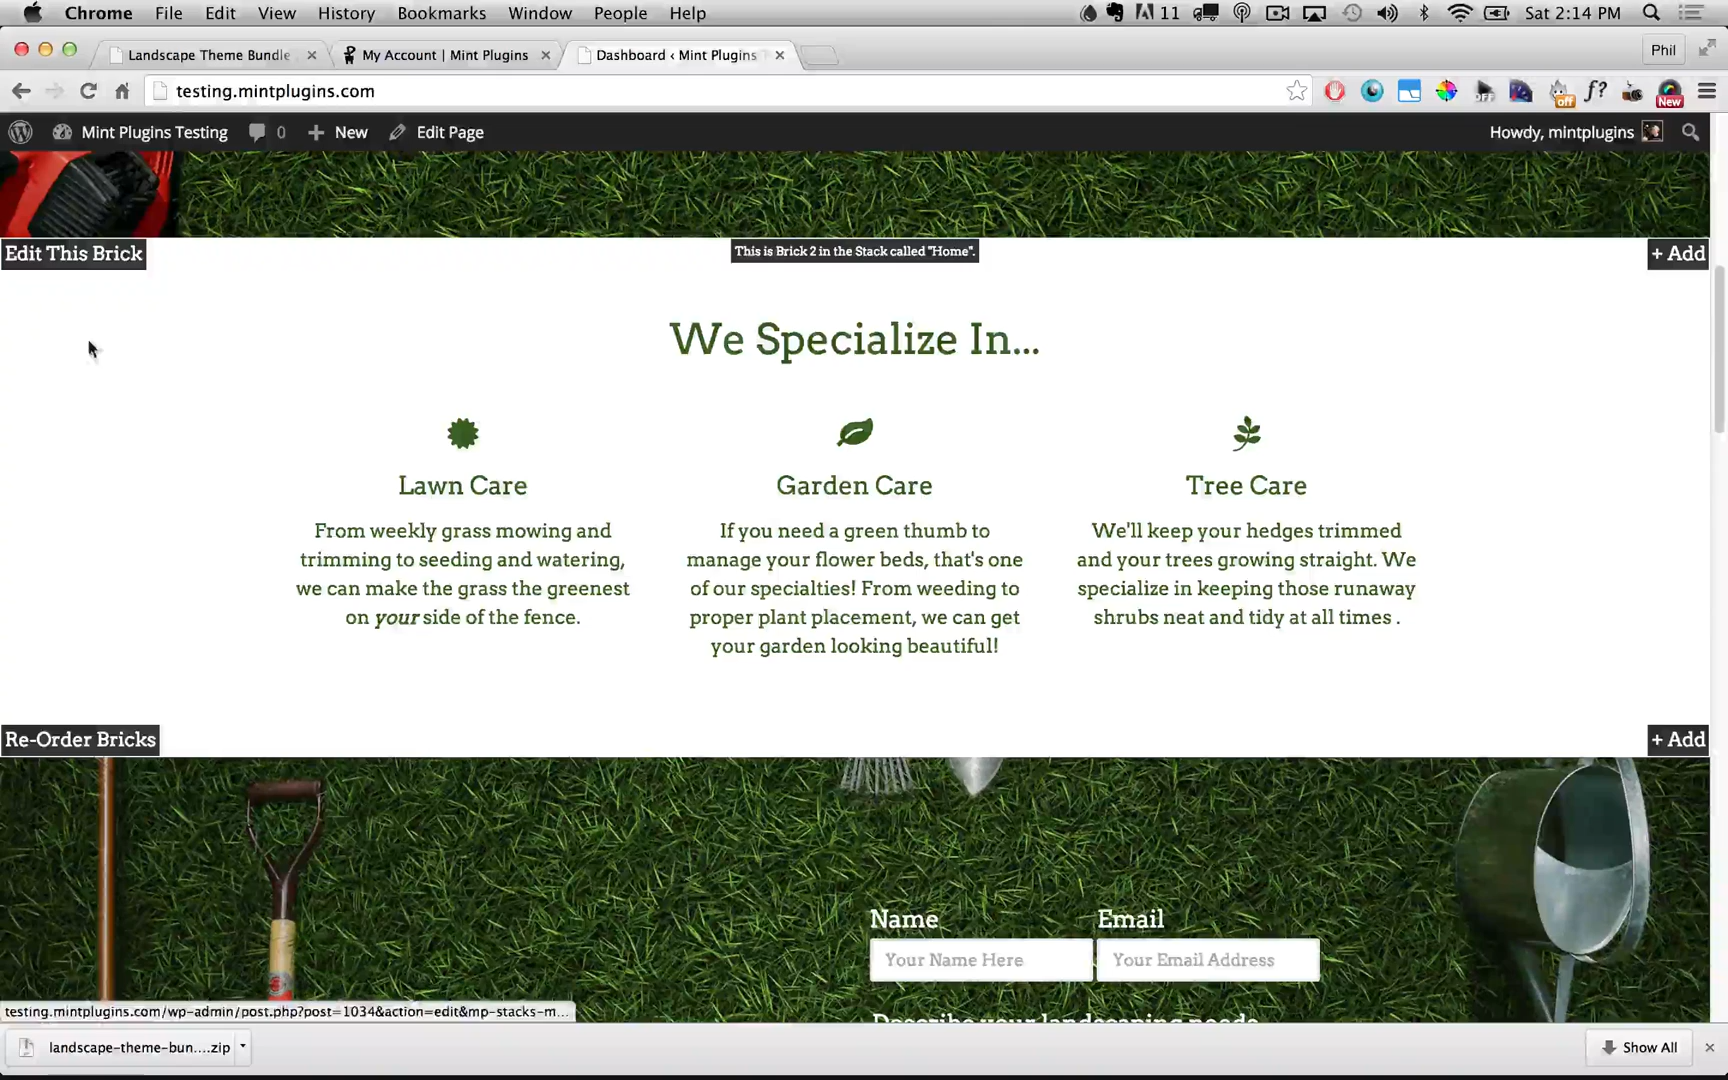 Chrome File Edit View History Bookmarks Window People Help 11 Sat 2:14 PM
Landscape Theme Bundle My Account | Mint Plugins Dashboard ‹ Mint Plugins Phil
testing.mintplugins.com f? off off New
Mint Plugins Testing 0 New Edit Page Howdy, mintplugins
Edit This Brick This is Brick 2 in the Stack called "Home". + Add
We Specialize In...
Lawn Care
From weekly grass mowing and
trimming to seeding and watering,
we can make the grass the greenest
on your side of the fence.
Garden Care
If you need a green thumb to
manage your flower beds, that's one
of our specialties! From weeding to
proper plant placement, we can get
your garden looking beautiful!
Tree Care
We'll keep your hedges trimmed
and your trees growing straight. We
specialize in keeping those runaway
shrubs neat and tidy at all times .
Re-Order Bricks + Add
Name Email
Your Name Here Your Email Address
Describe your landscaping needs
testing.mintplugins.com/wp-admin/post.php?post=1034&action=edit&mp-stacks-m...
landscape-theme-bun....zip Show All